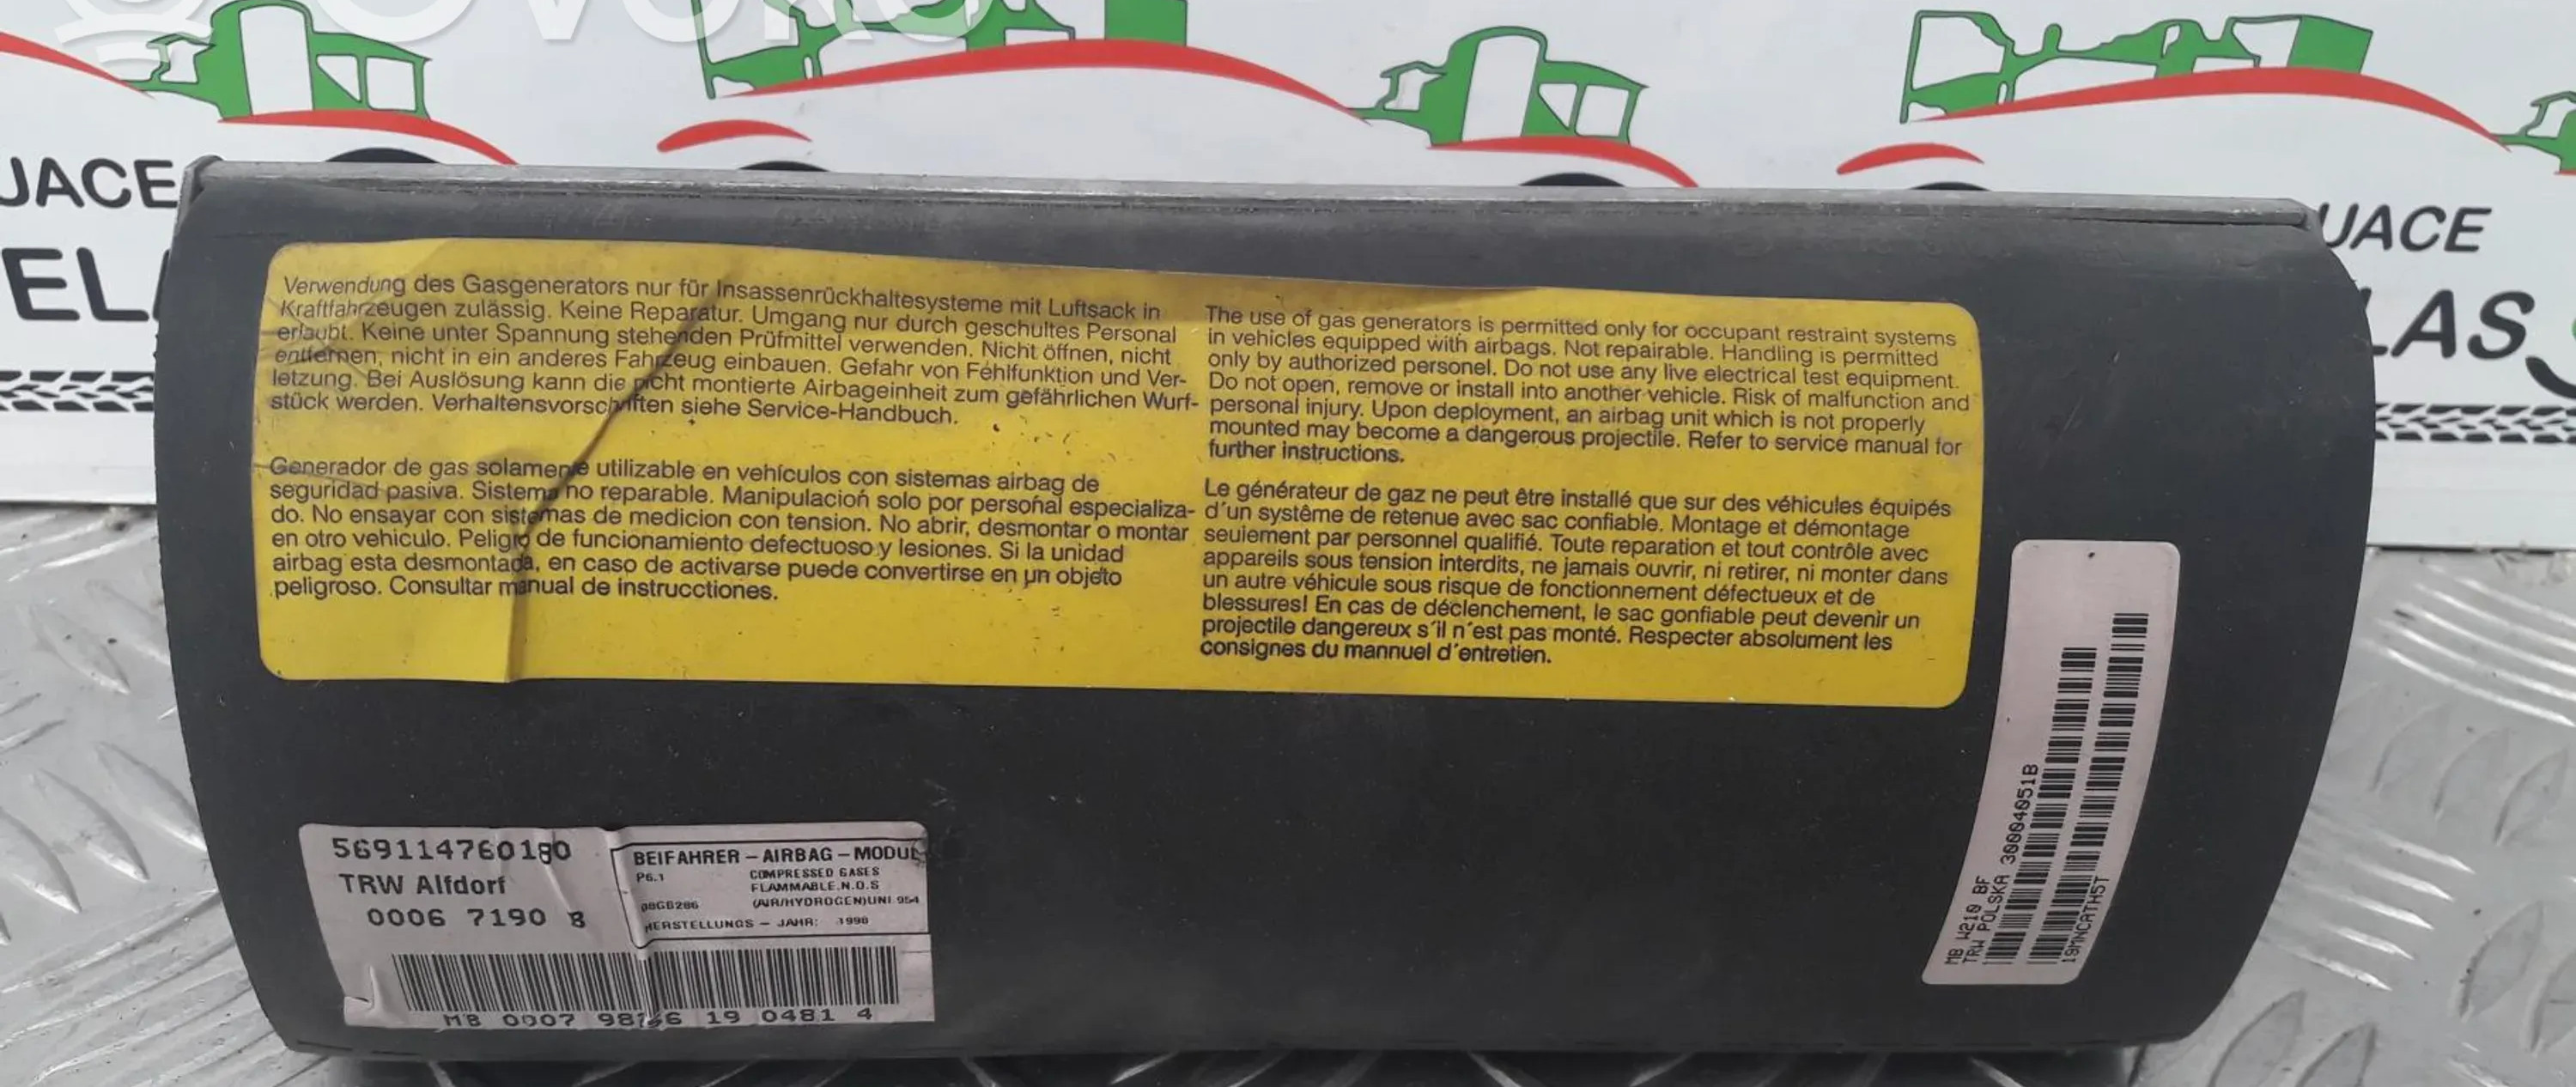 OVOKO
UACE
ELA
UACE
LAS
Verwendung des Gasgenerators nur für Insassenrückhaltesysteme mit Luftsack in
Kraftfahrzeugen zulässig. Keine Reparatur. Umgang nur durch geschultes Personal
erlaubt. Keine unter Spannung stehenden Prüfmittel verwenden. Nicht öffnen, nicht
entfernen, nicht in ein anderes Fahrzeug einbauen. Gefahr von Fehlfunktion und Ver-
letzung. Bei Auslösung kann die nicht montierte Airbageinheit zum gefährlichen Wurf-
stück werden. Verhaltensvorschriften siehe Service-Handbuch.
Generador de gas solamente utilizable en vehículos con sistemas airbag de
seguridad pasiva. Sistema no reparable. Manipulacioń solo por persońal especializa-
do. No ensayar con sistemas de medicion con tension. No abrir, desmontar o montar
en otro vehiculo. Peligro de funcionamiento defectuoso y lesiones. Si la unidad
airbag esta desmontada, en caso de activarse puede convertirse en un objeto
peligroso. Consultar manual de instrucctiones.
The use of gas generators is permitted only for occupant restraint systems
in vehicles equipped with airbags. Not repairable. Handling is permitted
only by authorized personel. Do not use any live electrical test equipment.
Do not open, remove or install into another vehicle. Risk of malfunction and
personal injury. Upon deployment, an airbag unit which is not properly
mounted may become a dangerous projectile. Refer to service manual for
further instructions.
Le générateur de gaz ne peut être installé que sur des véhicules équipés
d´un systême de retenue avec sac confiable. Montage et démontage
seulement par personnel qualifié. Toute reparation et tout contrôle avec
appareils sous tension interdits, ne jamais ouvrir, ni retirer, ni monter dans
un autre véhicule sous risque de fonctionnement défectueux et de
blessures! En cas de déclenchement, le sac gonfiable peut devenir un
projectile dangereux s´il n´est pas monté. Respecter absolument les
consignes du mannuel d´entretien.
569114760180
TRW Alfdorf
0006 7190 8
BEIFAHRER – AIRBAG – MODUL
P6.1 COMPRESSED GASES
FLAMMABLE.N.O.S
(AIR/HYDROGEN)UNI 954
HERSTELLUNGS – JAHR: 1998
MB 0007 19 0481 4
MB W210 BF
TRW POLSKA 30004051B
19MNCATH5T